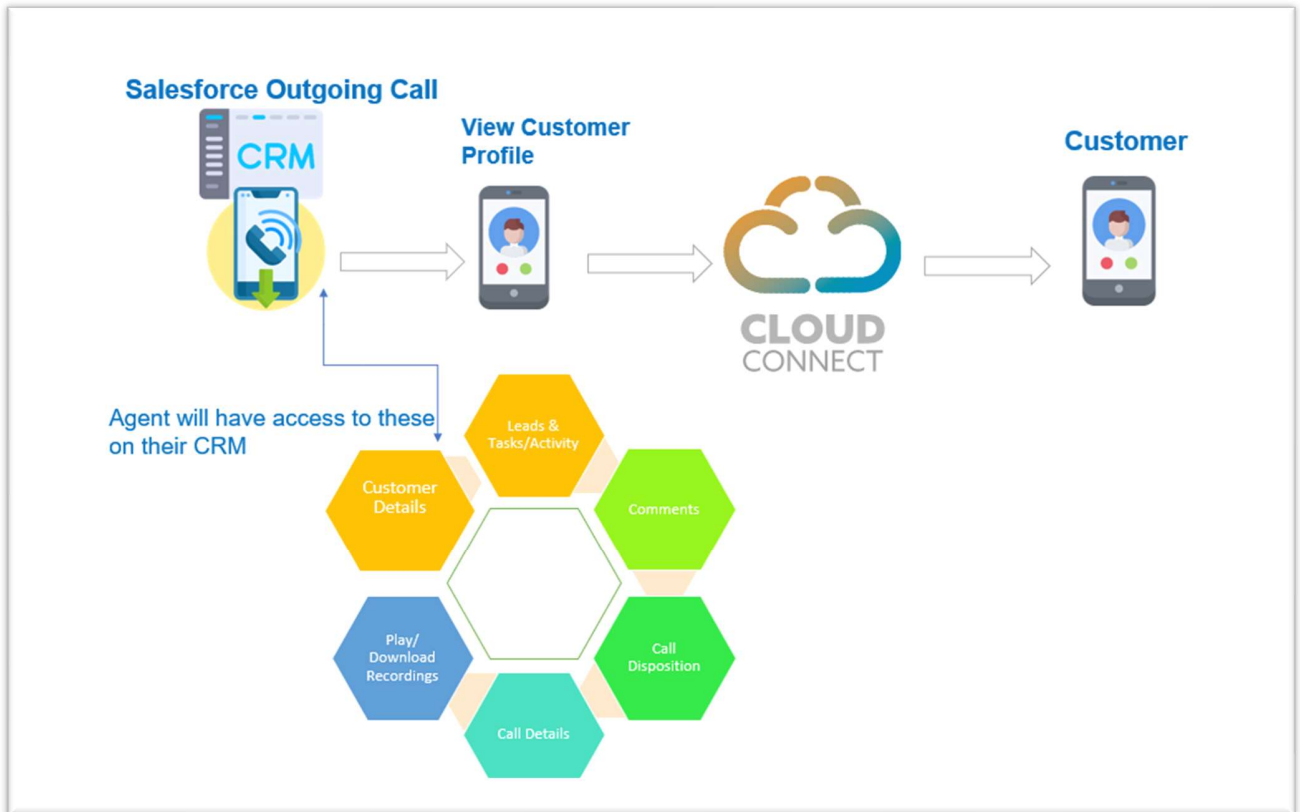 Salesforce Outgoing Call
CRM
View Customer
Profile
Customer
CLOUD
CONNECT
Agent will have access to these
on their CRM
Leads &
Tasks/Activity
Customer
Details
Comments
Play/
Download
Recordings
Call
Disposition
Call Details